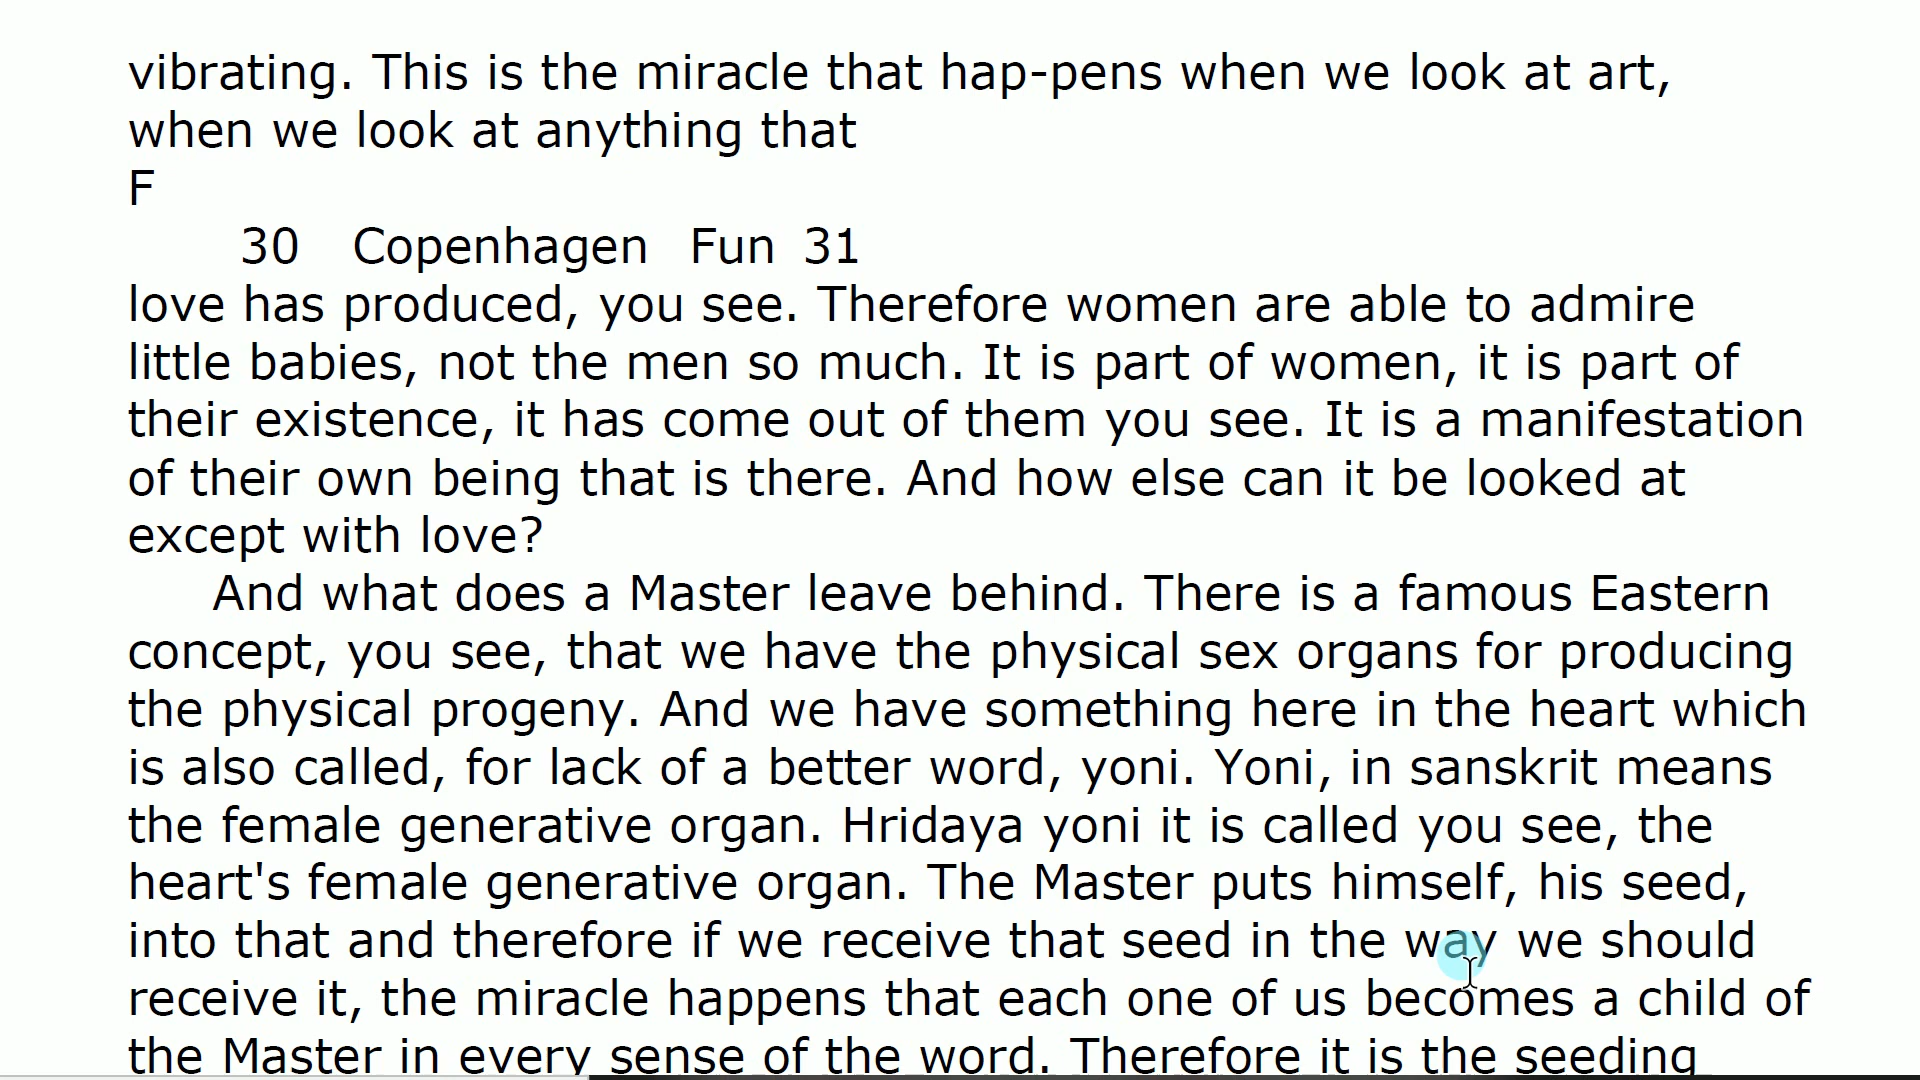 vibrating. This is the miracle that hap-pens when we look at art,
when we look at anything that
F
30 Copenhagen Fun 31
love has produced, you see. Therefore women are able to admire
little babies, not the men so much. It is part of women, it is part of
their existence, it has come out of them you see. It is a manifestation
of their own being that is there. And how else can it be looked at
except with love?
And what does a Master leave behind. There is a famous Eastern
concept, you see, that we have the physical sex organs for producing
the physical progeny. And we have something here in the heart which
is also called, for lack of a better word, yoni. Yoni, in sanskrit means
the female generative organ. Hridaya yoni it is called you see, the
heart's female generative organ. The Master puts himself, his seed,
into that and therefore if we receive that seed in the way we should
receive it, the miracle happens that each one of us becomes a child of
the Master in every sense of the word. Therefore it is the seeding